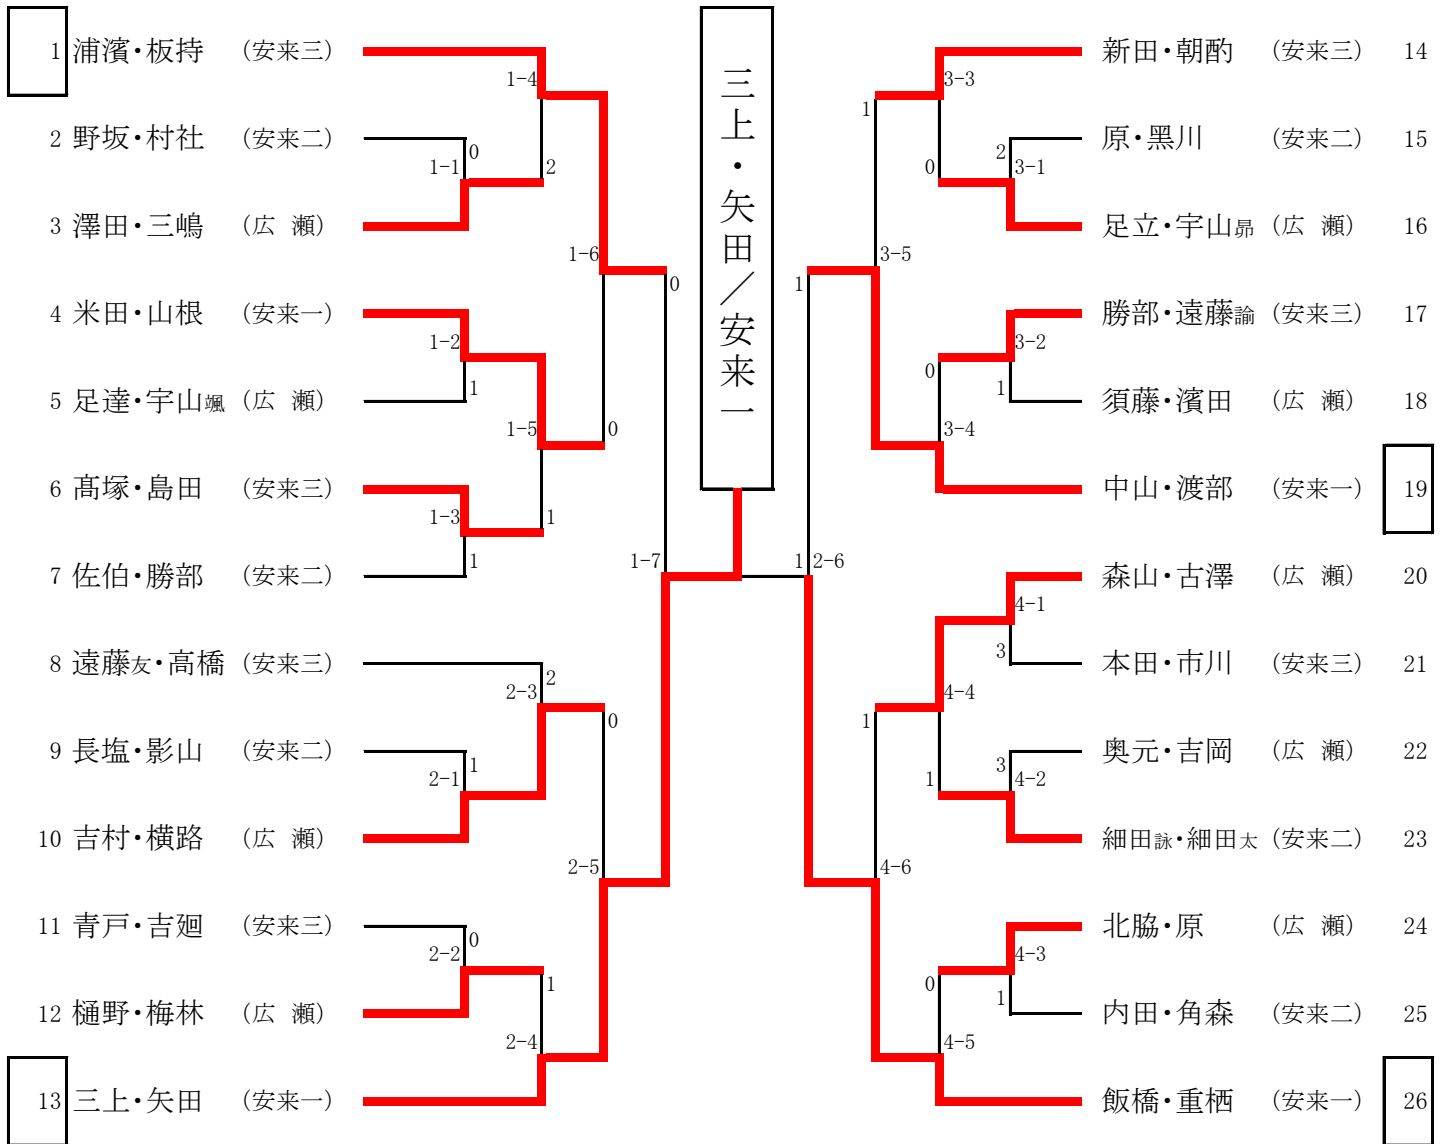 1 浦濱・板持 (安来三)
2 野坂・村社 (安来二)
3 澤田・三嶋 (広 瀬)
4 米田・山根 (安来一)
5 足達・宇山颯 (広 瀬)
6 髙塚・島田 (安来三)
7 佐伯・勝部 (安来二)
8 遠藤友・高橋 (安来三)
9 長塩・影山 (安来二)
10 吉村・横路 (広 瀬)
11 青戸・吉廻 (安来三)
12 樋野・梅林 (広 瀬)
13 三上・矢田 (安来一)
1-4
0
1-1
2
1-6
0
1-2
1
1-5
0
1-3
1
1
1-7
2
2-3
0
1
2-1
2-5
0
2-2
1
2-4
三上・矢田/安来一
1
3-3
2
0
3-1
3-5
1
3-2
0
1
3-4
1
2-6
4-1
3
4-4
1
3
1
4-2
4-6
4-3
0
1
4-5
新田・朝酌 (安来三) 14
原・黒川 (安来二) 15
足立・宇山昴 (広 瀬) 16
勝部・遠藤諭 (安来三) 17
須藤・濱田 (広 瀬) 18
中山・渡部 (安来一) 19
森山・古澤 (広 瀬) 20
本田・市川 (安来三) 21
奥元・吉岡 (広 瀬) 22
細田詠・細田太 (安来二) 23
北脇・原 (広 瀬) 24
内田・角森 (安来二) 25
飯橋・重栖 (安来一) 26